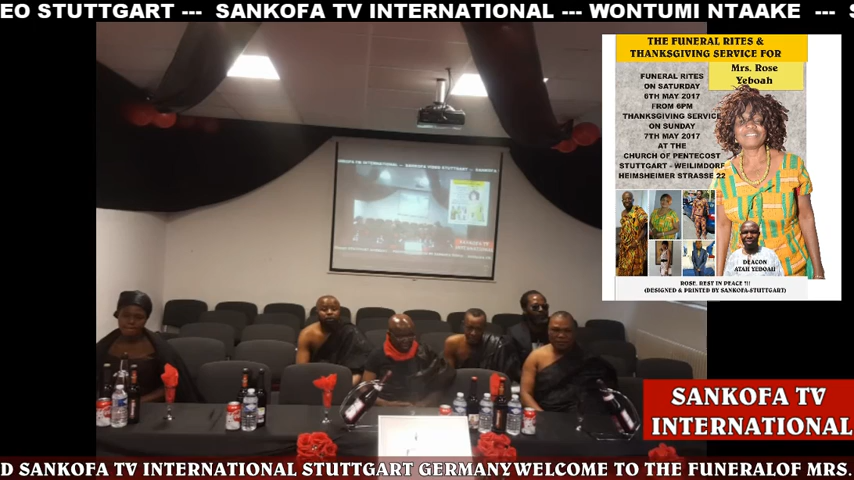 EO STUTTGART --- SANKOFA TV INTERNATIONAL --- WONTUMI NTAAKE --- S
THE FUNERAL RITES &
THANKSGIVING SERVICE FOR
Mrs. Rose
Yeboah
FUNERAL RITES
ON SATURDAY
6TH MAY 2017
FROM 6PM
THANKSGIVING SERVICE
ON SUNDAY
7TH MAY 2017
AT THE
CHURCH OF PENTECOST
STUTTGART - WEILIMDORF
HEIMSHEIMER STRASSE 22
DEACON
ATAH YEBOAH
ROSE, REST IN PEACE !!!
(DESIGNED & PRINTED BY SANKOFA-STUTTGART)
SANKOFA TV
INTERNATIONAL
D SANKOFA TV INTERNATIONAL STUTTGART GERMANY WELCOME TO THE FUNERALOF MRS.